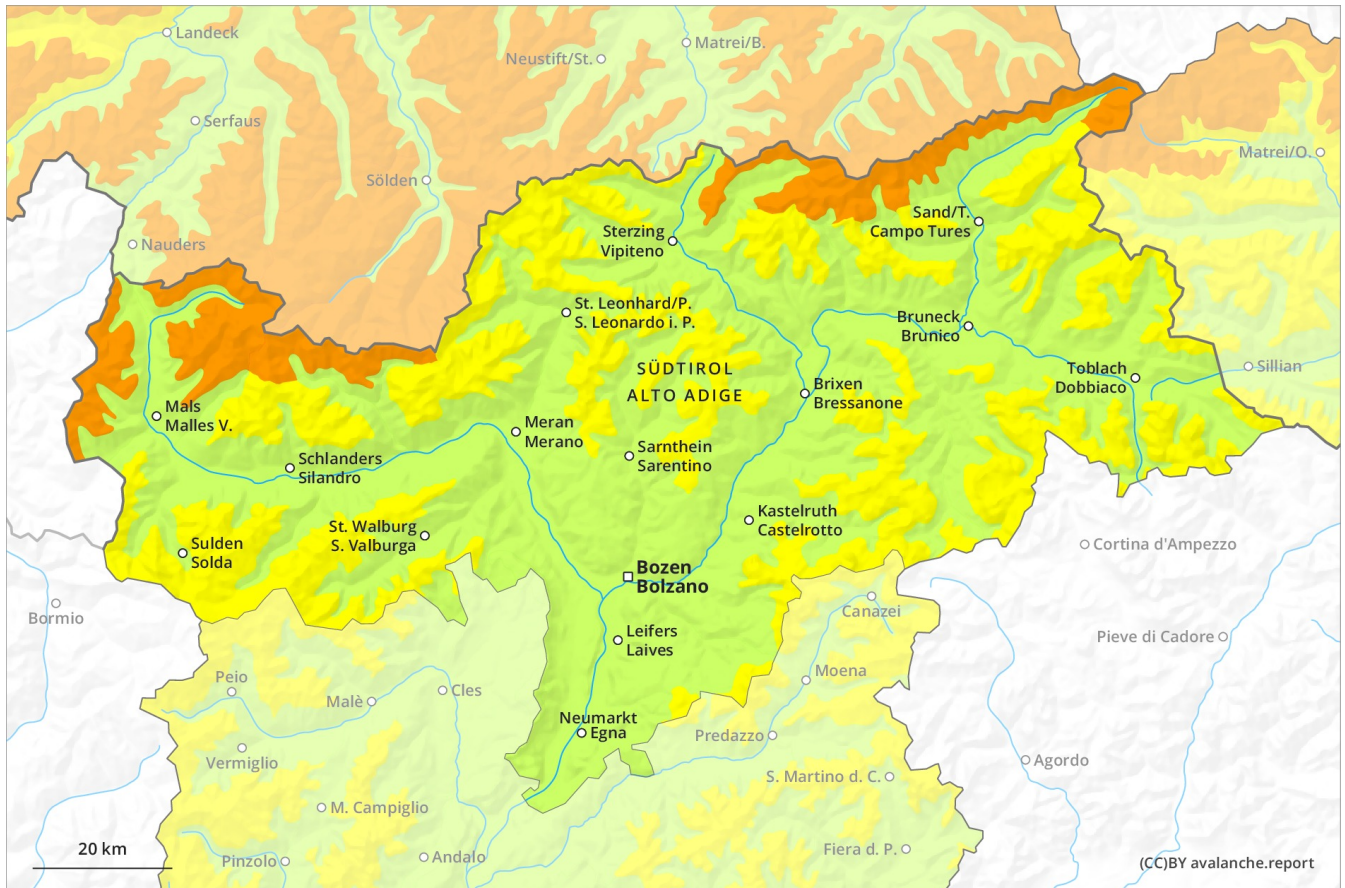 Landeck
Matrei/B.
Neustift/St.
Serfaus
Matrei/O.
Sölden
Nauders
Sand/T.
Campo Tures
Sterzing
Vipiteno
St. Leonhard/P.
S. Leonardo i. P.
Bruneck
Brunico
SÜDTIROL
ALTO ADIGE
Toblach
Dobbiaco
Sillian
Brixen
Bressanone
Mals
Malles V.
Meran
Merano
Sarnthein
Sarentino
Schlanders
Silandro
Kastelruth
Castelrotto
St. Walburg
S. Valburga
Sulden
Solda
Cortina d'Ampezzo
Bozen
Bolzano
Bormio
Canazei
Leifers
Laives
Pieve di Cadore
Peio
Moena
Malè
Cles
Neumarkt
Egna
Predazzo
Vermiglio
Agordo
S. Martino d. C.
M. Campiglio
20 km
Pinzolo
Andalo
Fiera d. P.
(CC)BY avalanche.report